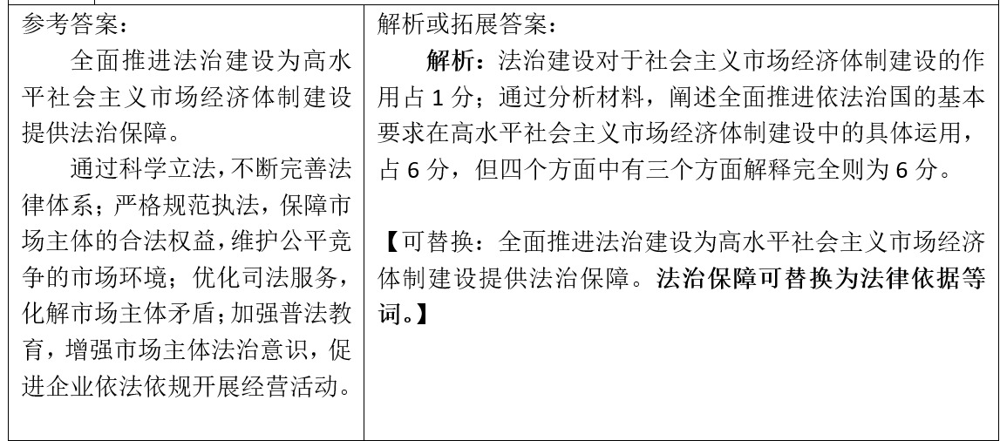 参考答案：
全面推进法治建设为高水
平社会主义市场经济体制建设
提供法治保障。
通过科学立法，不断完善法
律体系；严格规范执法，保障市
场主体的合法权益，维护公平竞
争的市场环境；优化司法服务，
化解市场主体矛盾；加强普法教
育，增强市场主体法治意识，促
进企业依法依规开展经营活动。
解析或拓展答案：
解析：法治建设对于社会主义市场经济体制建设的作
用占 1 分；通过分析材料，阐述全面推进依法治国的基本
要求在高水平社会主义市场经济体制建设中的具体运用，
占 6 分，但四个方面中有三个方面解释完全则为 6 分。
【可替换：全面推进法治建设为高水平社会主义市场经济
体制建设提供法治保障。法治保障可替换为法律依据等
词。】